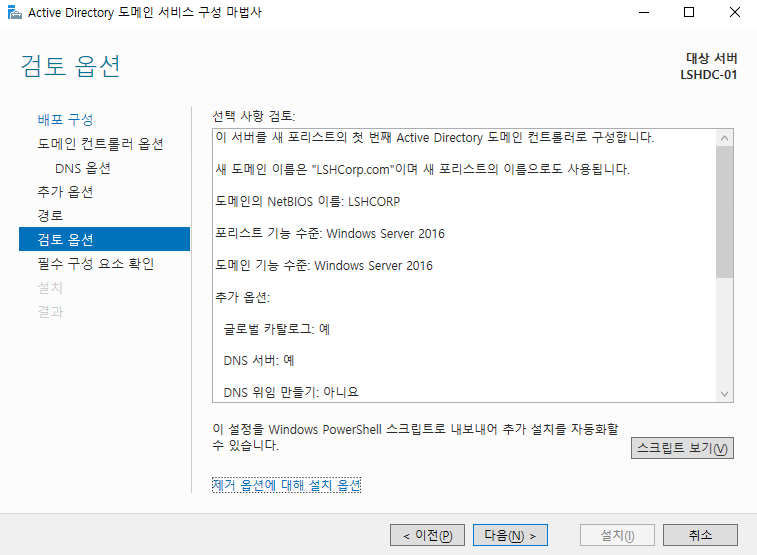 Active Directory 도메인 서비스 구성 마법사
검토 옵션
대상 서버
LSHDC-01
배포 구성
도메인 컨트롤러 옵션
DNS 옵션
추가 옵션
경로
검토 옵션
필수 구성 요소 확인
설치
결과
선택 사항 검토:
이 서버를 새 포리스트의 첫 번째 Active Directory 도메인 컨트롤러로 구성합니다.
새 도메인 이름은 "LSHCorp.com"이며 새 포리스트의 이름으로도 사용됩니다.
도메인의 NetBIOS 이름: LSHCORP
포리스트 기능 수준: Windows Server 2016
도메인 기능 수준: Windows Server 2016
추가 옵션:
글로벌 카탈로그: 예
DNS 서버: 예
DNS 위임 만들기: 아니요
이 설정을 Windows PowerShell 스크립트로 내보내어 추가 설치를 자동화할
수 있습니다.
스크립트 보기(V)
제거 옵션에 대해 설치 옵션
< 이전(P)
다음(N) >
설치(I)
취소